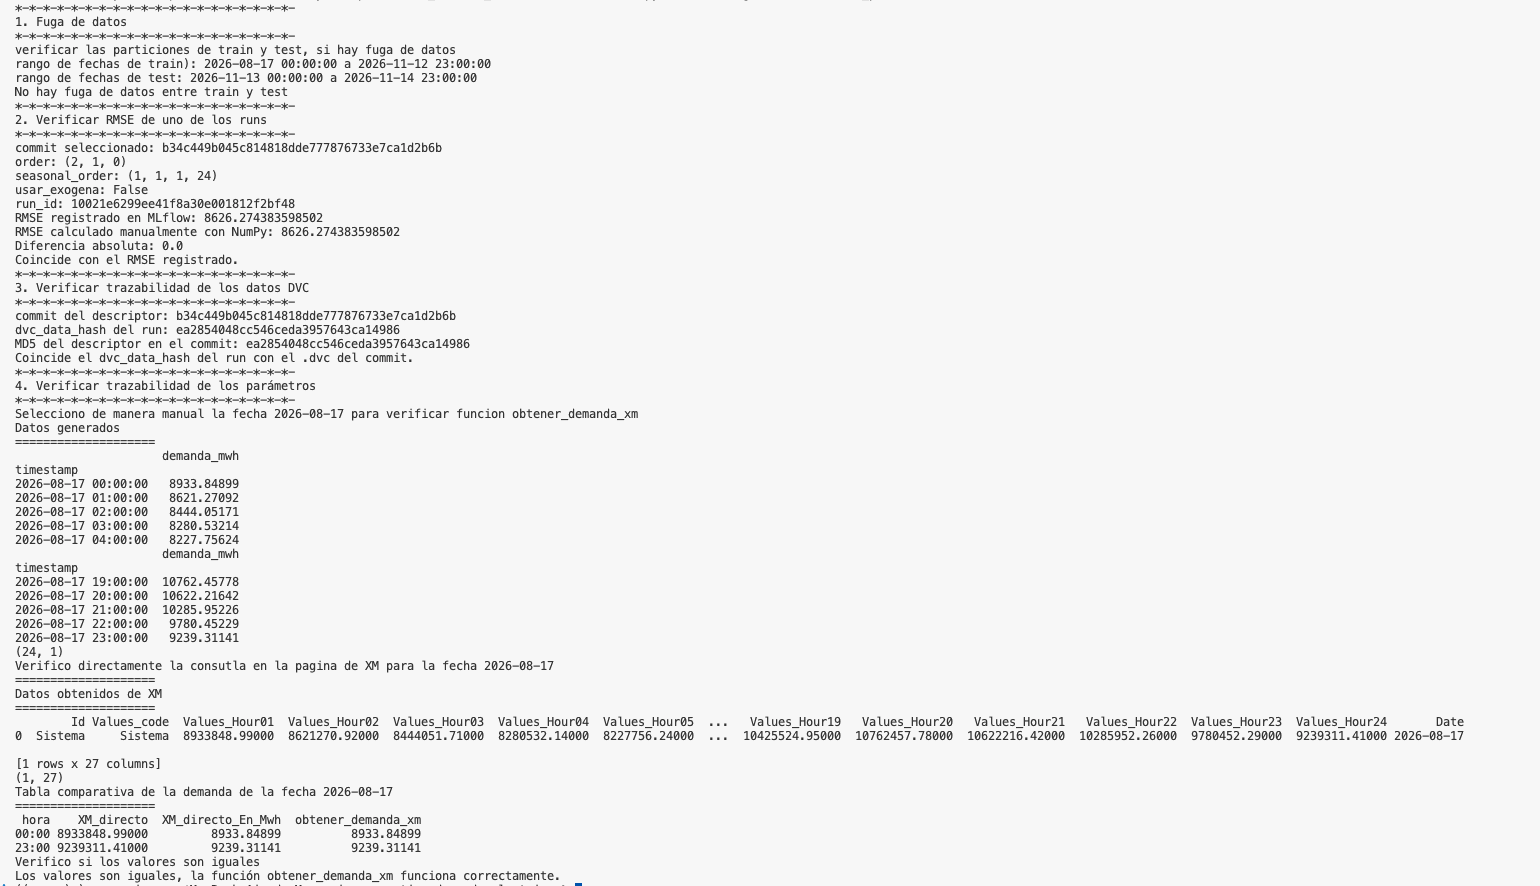 *-*-*-*-*-*-*-*-*-*-*-*-*-*-*-*-*-*-*-*-
1. Fuga de datos
*-*-*-*-*-*-*-*-*-*-*-*-*-*-*-*-*-*-*-*-
verificar las particiones de train y test, si hay fuga de datos
rango de fechas de train): 2026-08-17 00:00:00 a 2026-11-12 23:00:00
rango de fechas de test: 2026-11-13 00:00:00 a 2026-11-14 23:00:00
No hay fuga de datos entre train y test
*-*-*-*-*-*-*-*-*-*-*-*-*-*-*-*-*-*-*-*-
2. Verificar RMSE de uno de los runs
*-*-*-*-*-*-*-*-*-*-*-*-*-*-*-*-*-*-*-*-
commit seleccionado: b34c449b045c814818dde777876733e7ca1d2b6b
order: (2, 1, 0)
seasonal_order: (1, 1, 1, 24)
usar_exogena: False
run_id: 10021e6299ee41f8a30e001812f2bf48
RMSE registrado en MLflow: 8626.274383598502
RMSE calculado manualmente con NumPy: 8626.274383598502
Diferencia absoluta: 0.0
Coincide con el RMSE registrado.
*-*-*-*-*-*-*-*-*-*-*-*-*-*-*-*-*-*-*-*-
3. Verificar trazabilidad de los datos DVC
*-*-*-*-*-*-*-*-*-*-*-*-*-*-*-*-*-*-*-*-
commit del descriptor: b34c449b045c814818dde777876733e7ca1d2b6b
dvc_data_hash del run: ea2854048cc546ceda3957643ca14986
MD5 del descriptor en el commit: ea2854048cc546ceda3957643ca14986
Coincide el dvc_data_hash del run con el .dvc del commit.
*-*-*-*-*-*-*-*-*-*-*-*-*-*-*-*-*-*-*-*-
4. Verificar trazabilidad de los parámetros
*-*-*-*-*-*-*-*-*-*-*-*-*-*-*-*-*-*-*-*-
Selecciono de manera manual la fecha 2026-08-17 para verificar funcion obtener_demanda_xm
Datos generados
====================
demanda_mwh
timestamp
2026-08-17 00:00:00 8933.84899
2026-08-17 01:00:00 8621.27092
2026-08-17 02:00:00 8444.05171
2026-08-17 03:00:00 8280.53214
2026-08-17 04:00:00 8227.75624
demanda_mwh
timestamp
2026-08-17 19:00:00 10762.45778
2026-08-17 20:00:00 10622.21642
2026-08-17 21:00:00 10285.95226
2026-08-17 22:00:00 9780.45229
2026-08-17 23:00:00 9239.31141
(24, 1)
Verifico directamente la consutla en la pagina de XM para la fecha 2026-08-17
====================
Datos obtenidos de XM
====================
Id Values_code Values_Hour01 Values_Hour02 Values_Hour03 Values_Hour04 Values_Hour05 ... Values_Hour19 Values_Hour20 Values_Hour21 Values_Hour22 Values_Hour23 Values_Hour24 Date
0 Sistema Sistema 8933848.99000 8621270.92000 8444051.71000 8280532.14000 8227756.24000 ... 10425524.95000 10762457.78000 10622216.42000 10285952.26000 9780452.29000 9239311.41000 2026-08-17
[1 rows x 27 columns]
(1, 27)
Tabla comparativa de la demanda de la fecha 2026-08-17
====================
hora XM_directo XM_directo_En_Mwh obtener_demanda_xm
00:00 8933848.99000 8933.84899 8933.84899
23:00 9239311.41000 9239.31141 9239.31141
Verifico si los valores son iguales
Los valores son iguales, la función obtener_demanda_xm funciona correctamente.